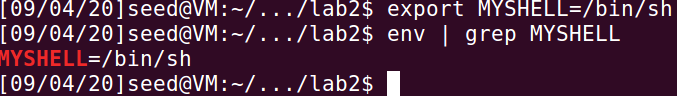 [09/04/20]seed@VM:~/.../lab2$ export MYSHELL=/bin/sh
[09/04/20]seed@VM:~/.../lab2$ env | grep MYSHELL
MYSHELL=/bin/sh
[09/04/20]seed@VM:~/.../lab2$